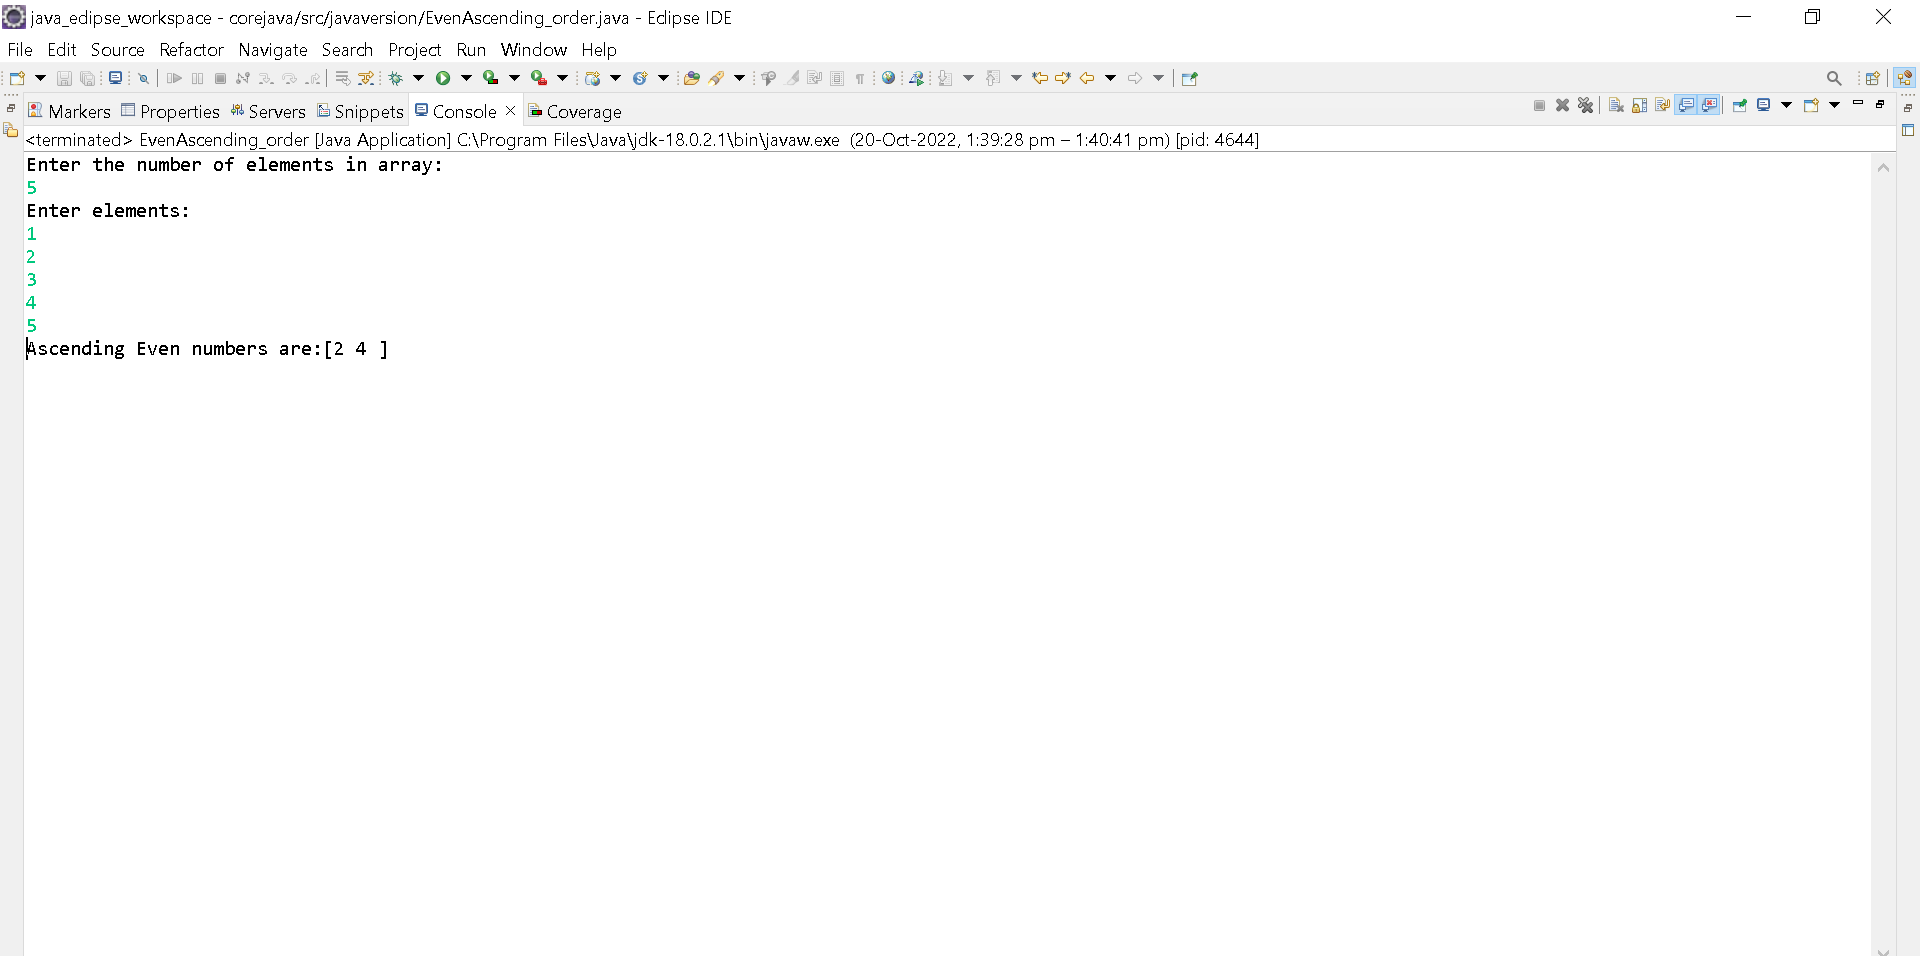 java_eclipse_workspace - corejava/src/javaversion/EvenAscending_order.java - Eclipse IDE
File Edit Source Refactor Navigate Search Project Run Window Help
Markers Properties Servers Snippets Console Coverage
<terminated> EvenAscending_order [Java Application] C:\Program Files\Java\jdk-18.0.2.1\bin\javaw.exe (20-Oct-2022, 1:39:28 pm – 1:40:41 pm) [pid: 4644]
Enter the number of elements in array:
5
Enter elements:
1
2
3
4
5
Ascending Even numbers are:[2 4 ]